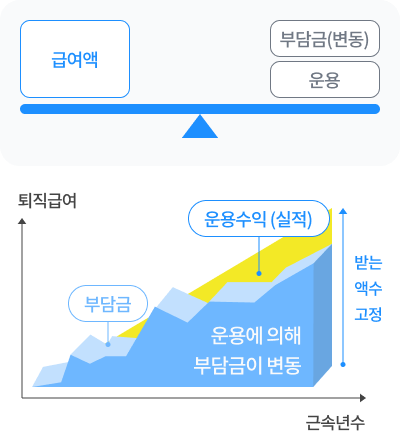 급여액
부담금(변동)
운용
퇴직급여
운용수익 (실적)
부담금
받는
액수
고정
운용에 의해
부담금이 변동
근속년수